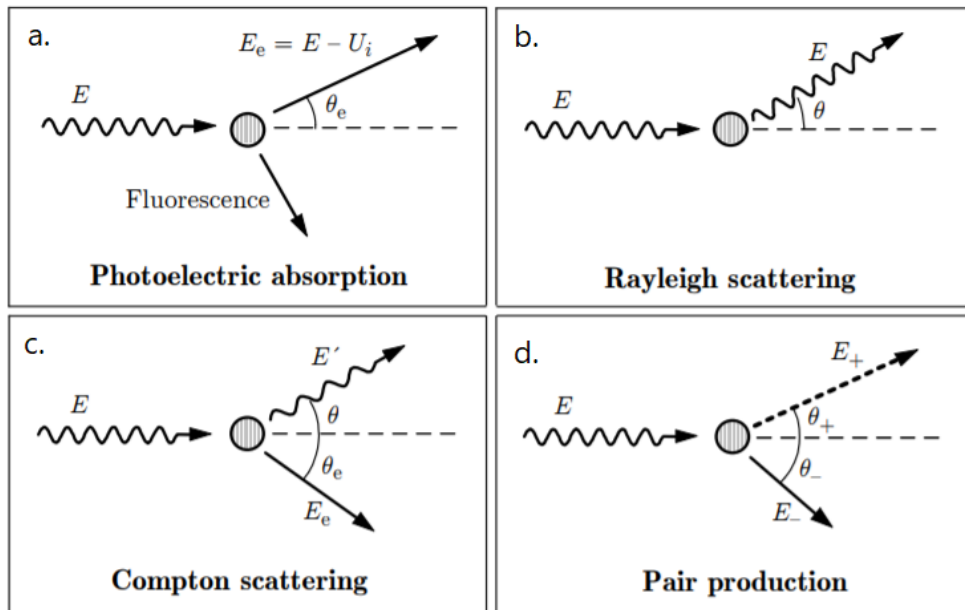 a.
E_e = E − U_i
E
θ_e
Fluorescence
Photoelectric absorption
b.
E
E
θ
Rayleigh scattering
c.
E′
E
θ
θ_e
E_e
Compton scattering
d.
E_+
E
θ_+
θ_−
E_−
Pair production